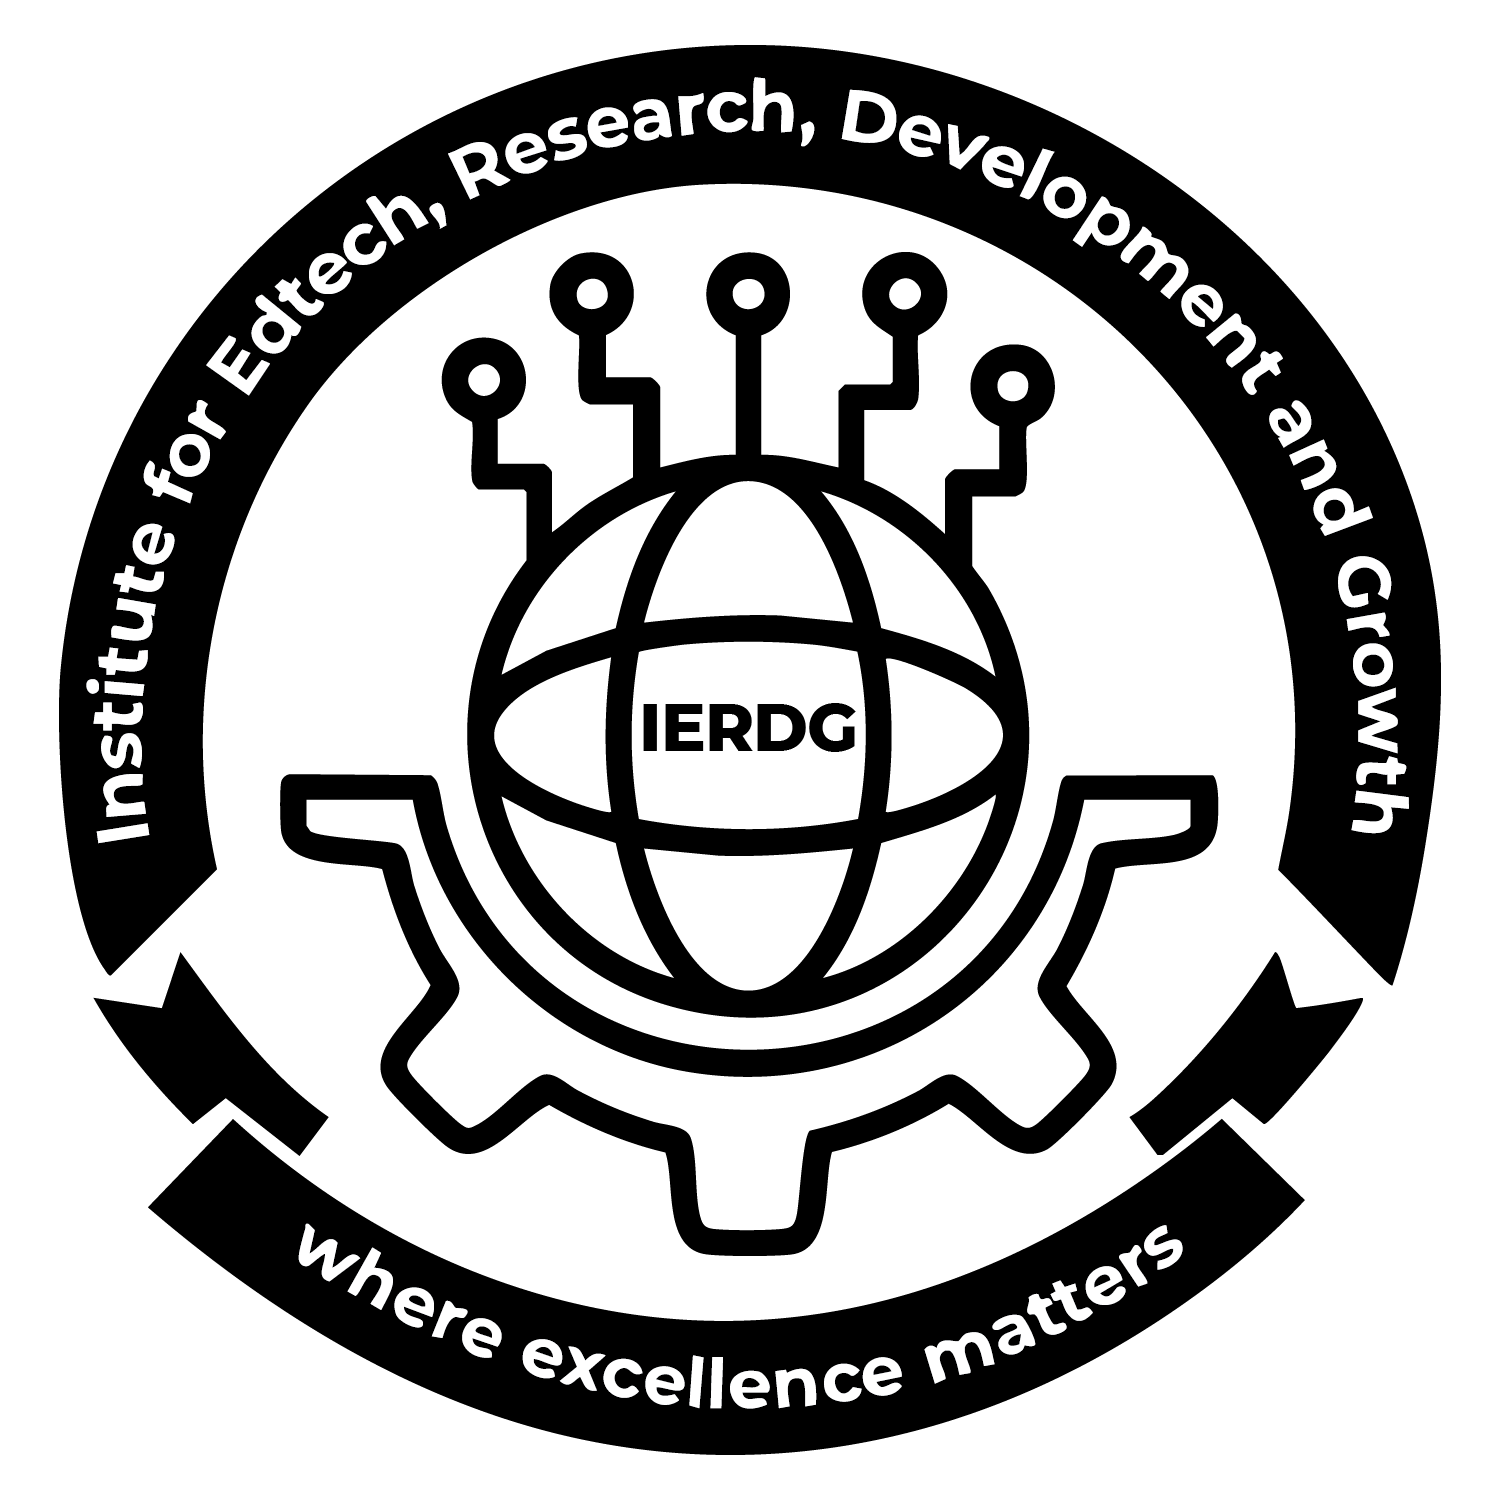 Institute for Edtech, Research, Development and Growth
IERDG
where excellence matters